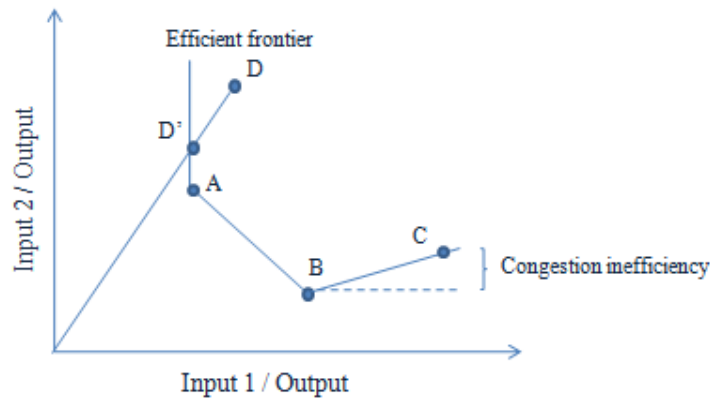 Efficient frontier
D
D'
A
Input 2 / Output
C
B
Congestion inefficiency
Input 1 / Output